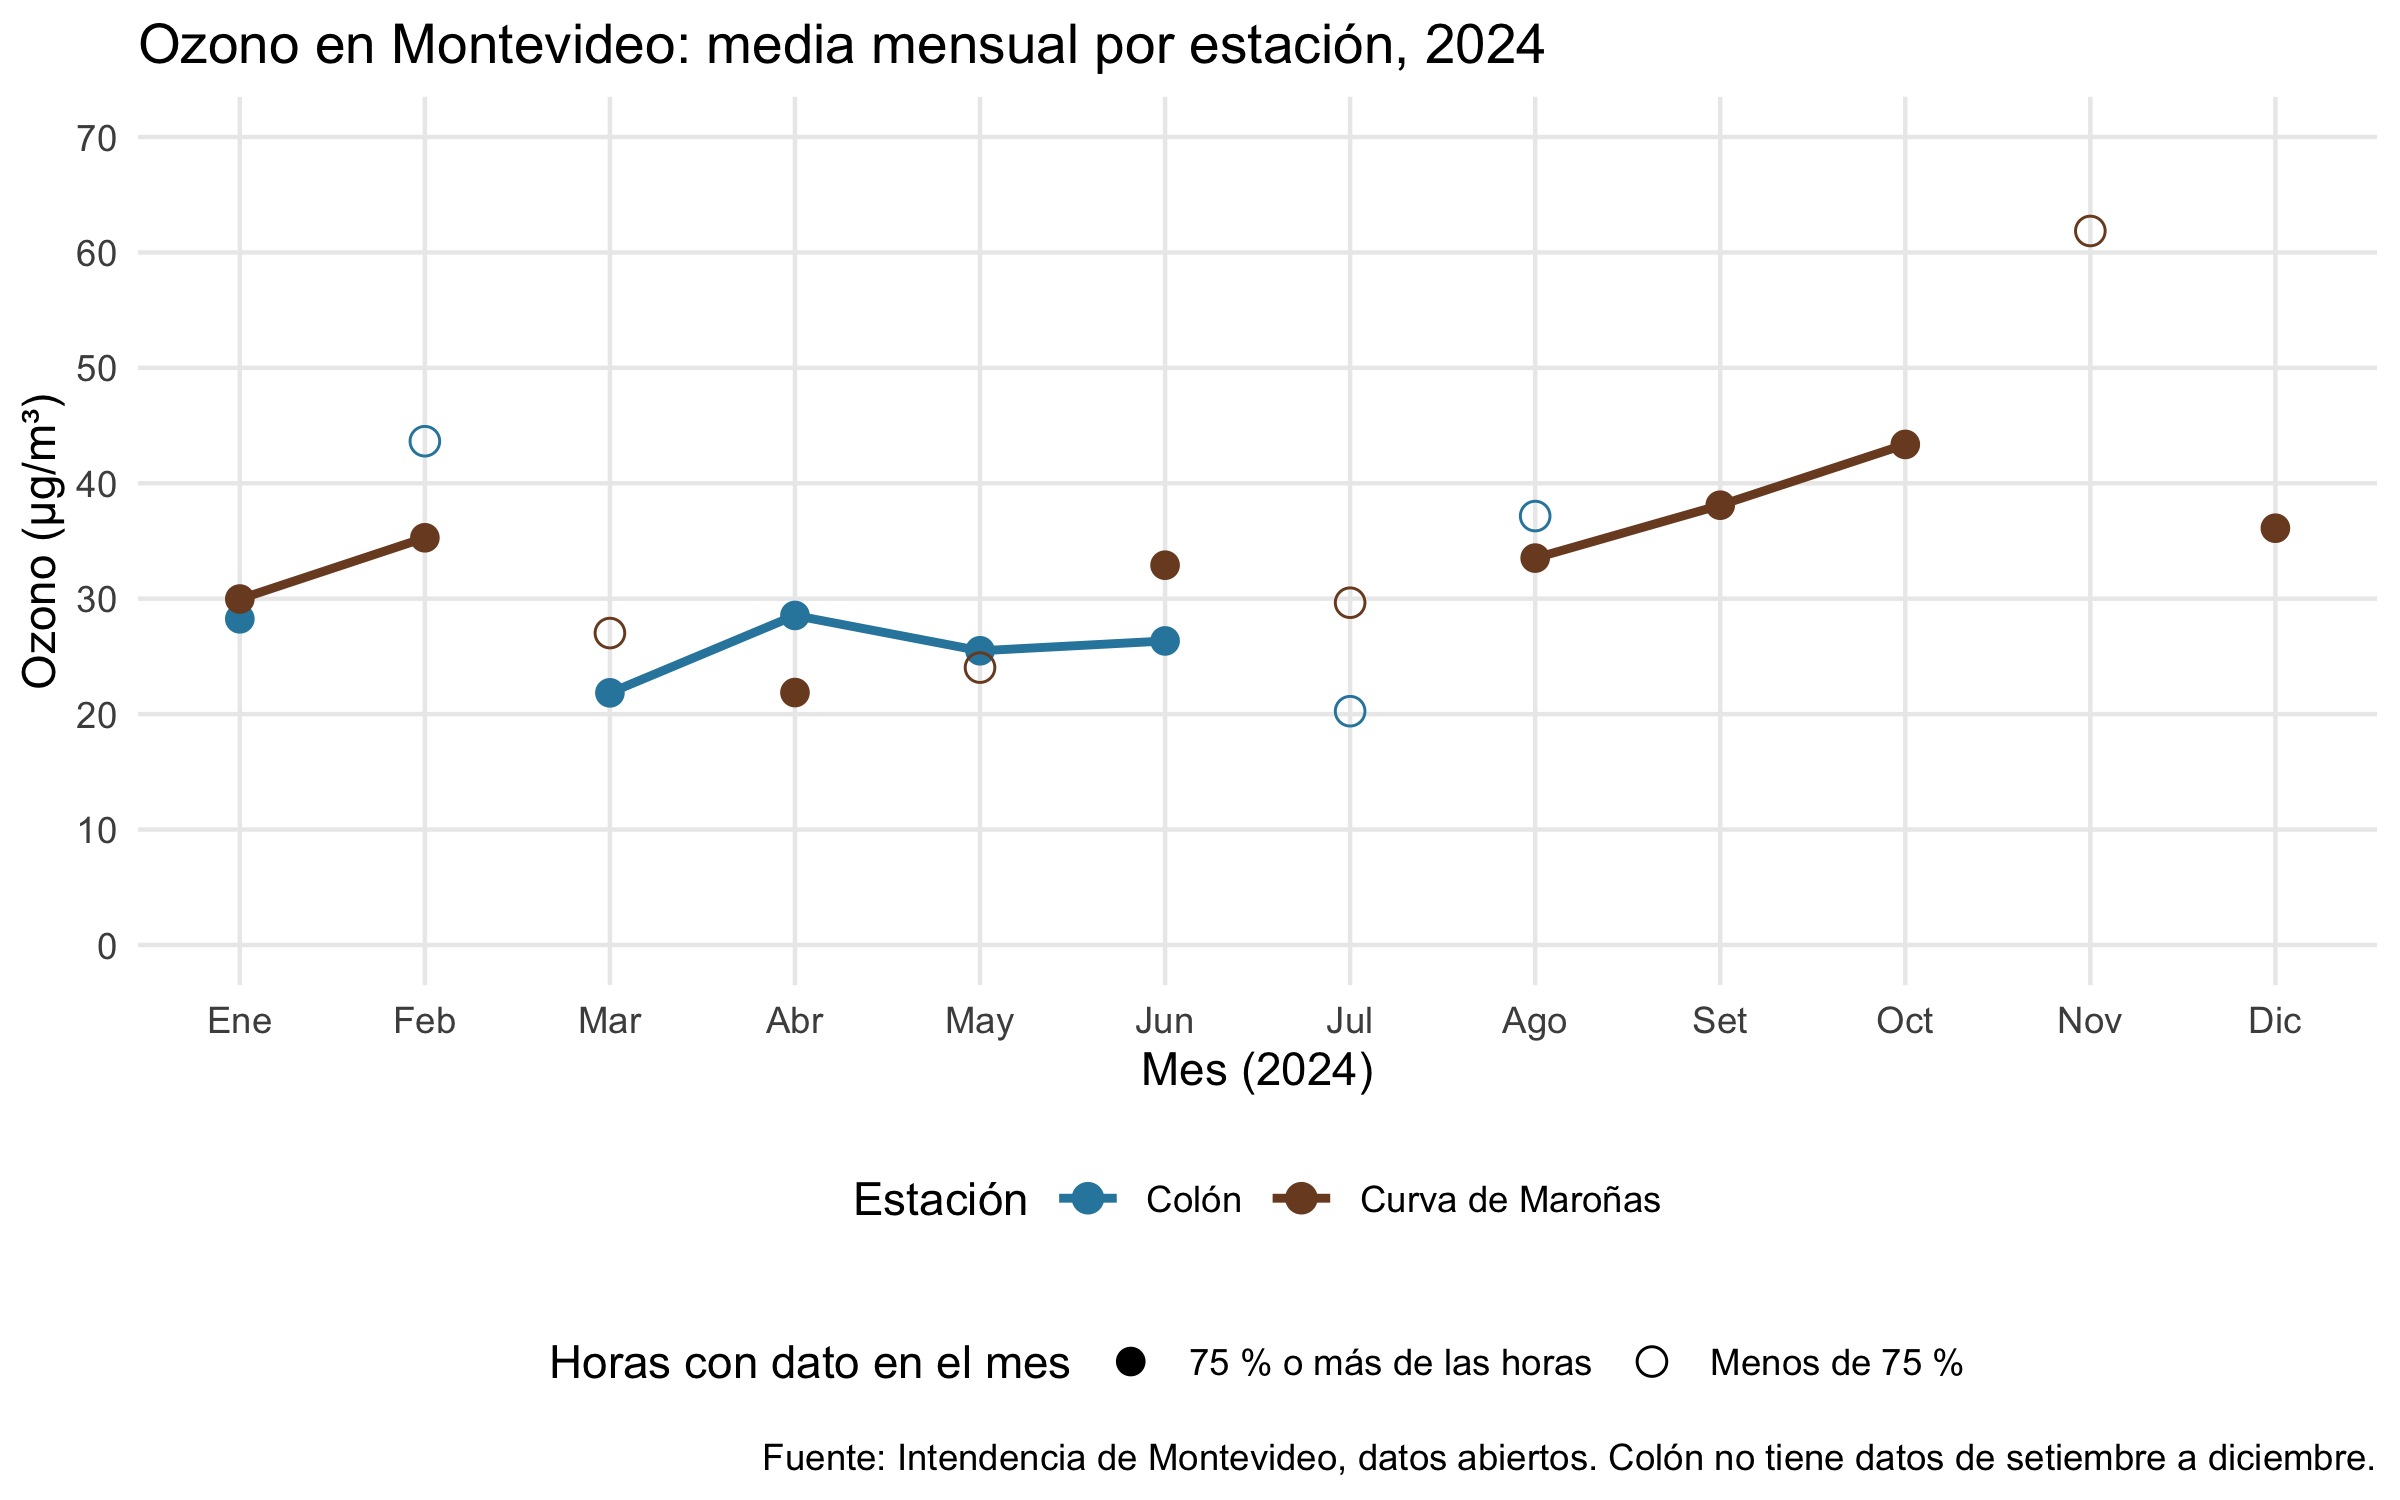 Ozono en Montevideo: media mensual por estación, 2024
Ozono (µg/m³)
70
60
50
40
30
20
10
0
Ene Feb Mar Abr May Jun Jul Ago Set Oct Nov Dic
Mes (2024)
Estación Colón Curva de Maroñas
Horas con dato en el mes 75 % o más de las horas Menos de 75 %
Fuente: Intendencia de Montevideo, datos abiertos. Colón no tiene datos de setiembre a diciembre.